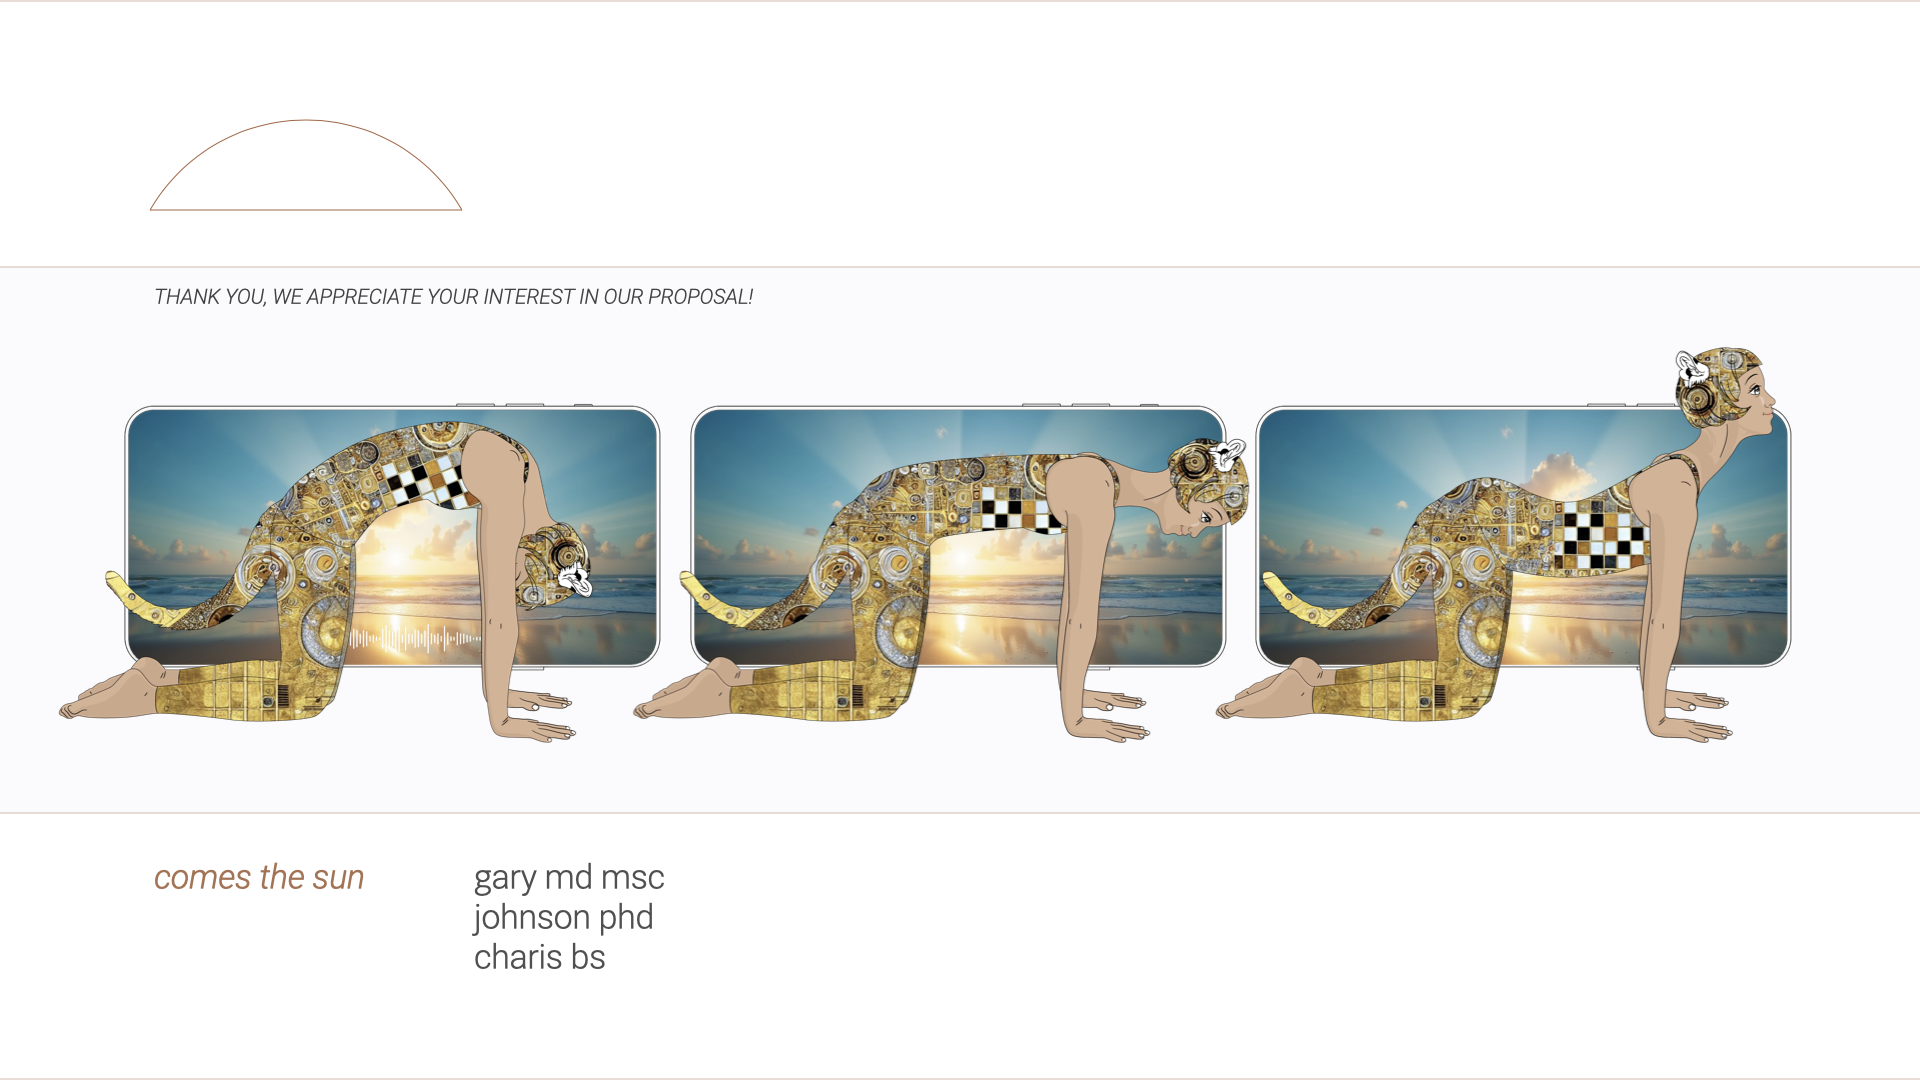 THANK YOU, WE APPRECIATE YOUR INTEREST IN OUR PROPOSAL!
comes the sun
gary md msc
johnson phd
charis bs